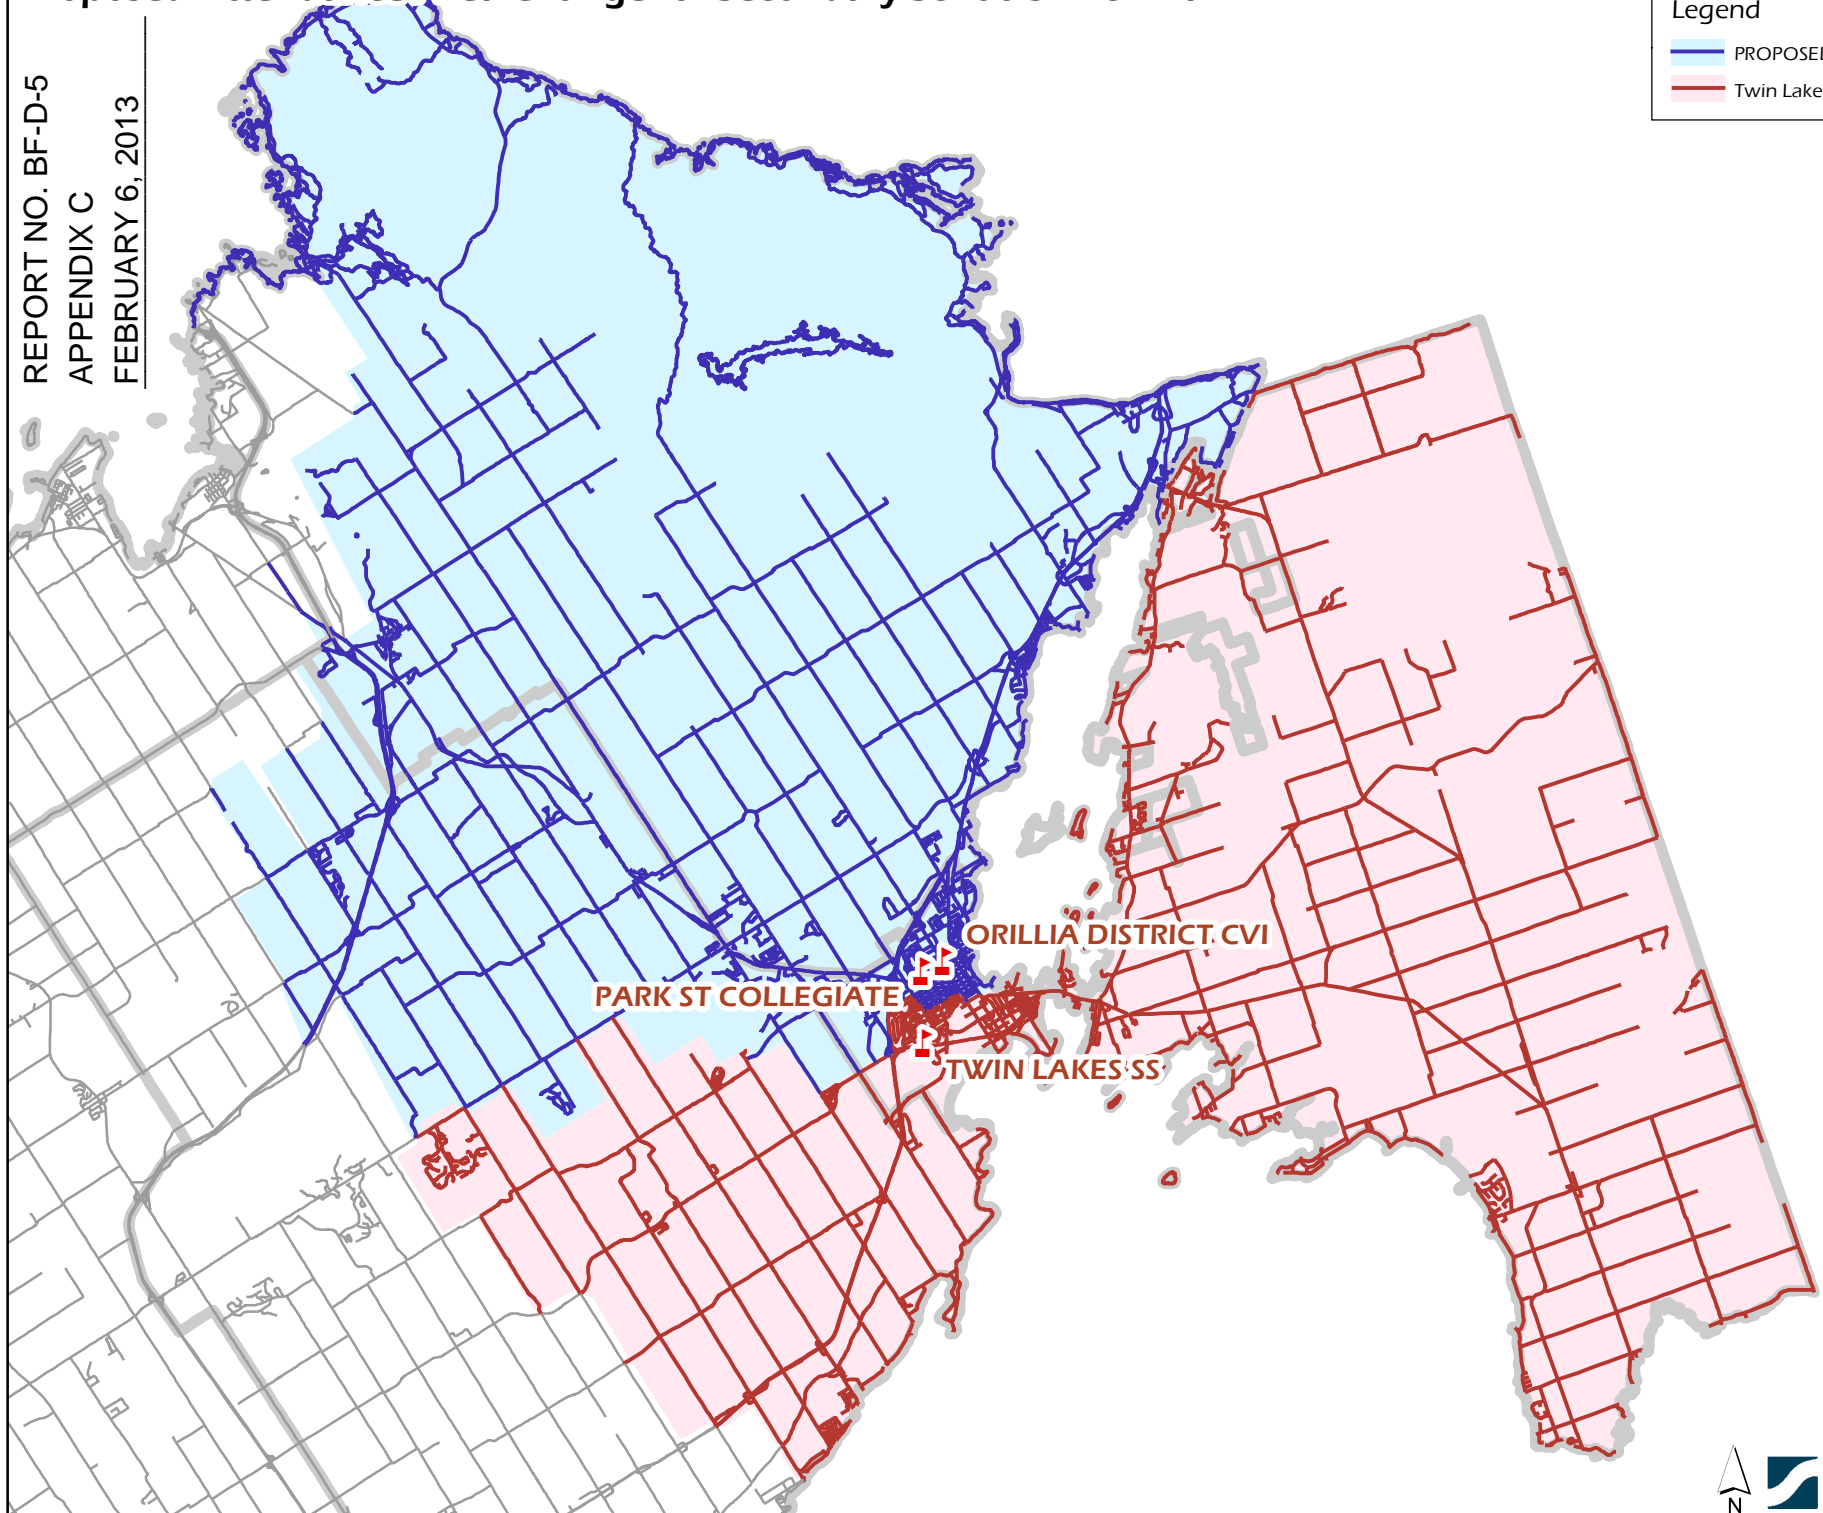 REPORT NO. BF-D-5
APPENDIX C
FEBRUARY 6, 2013
Legend
PROPOSED
Twin Lake
ORILLIA DISTRICT CVI
PARK ST COLLEGIATE
TWIN LAKES SS
N